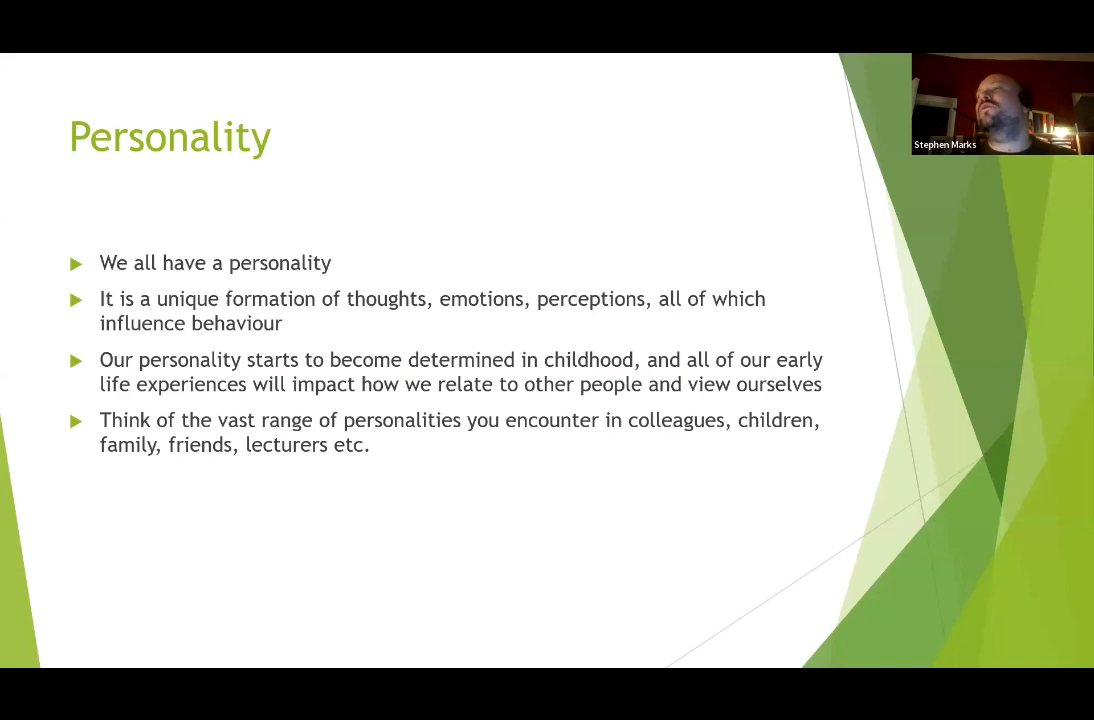 Personality
Stephen Marks
We all have a personality
It is a unique formation of thoughts, emotions, perceptions, all of which
influence behaviour
Our personality starts to become determined in childhood, and all of our early
life experiences will impact how we relate to other people and view ourselves
Think of the vast range of personalities you encounter in colleagues, children,
family, friends, lecturers etc.